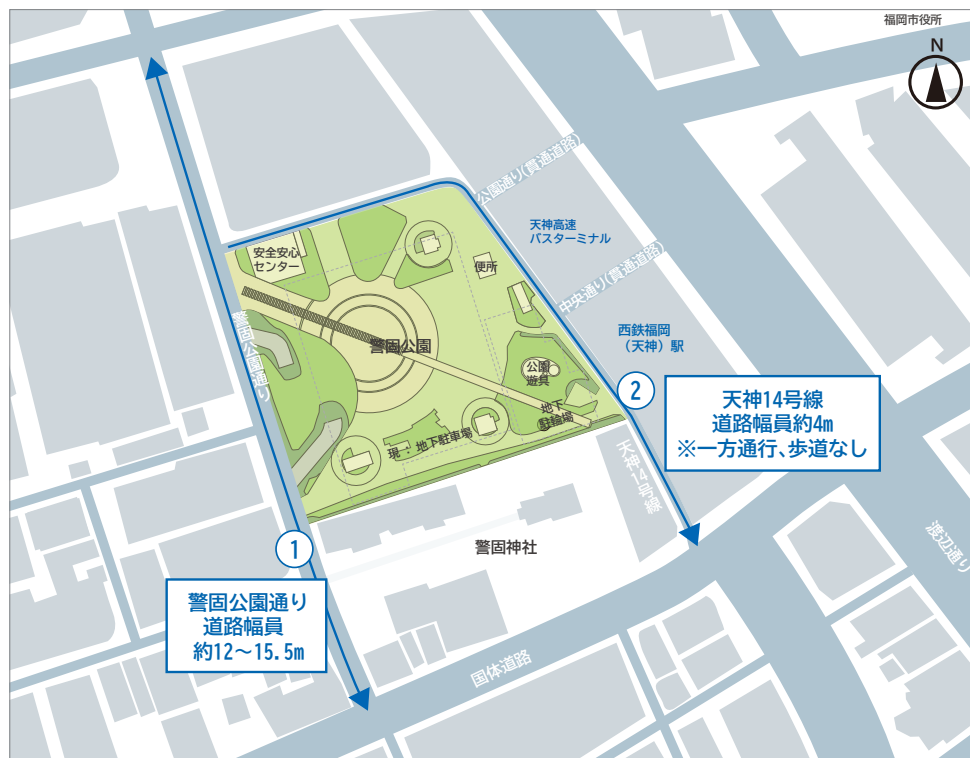 福岡市役所
N
公園通り(貫通道路)
天神高速
バスターミナル
安全安心
センター
便所
中央通り(貫通道路)
警固公園通り
警固公園
西鉄福岡
(天神)駅
公園
遊具
②
天神14号線
道路幅員約4m
※一方通行、歩道なし
地下
駐輪場
現:地下駐車場
天神14号線
①
警固神社
渡辺通り
警固公園通り
道路幅員
約12〜15.5m
国体道路